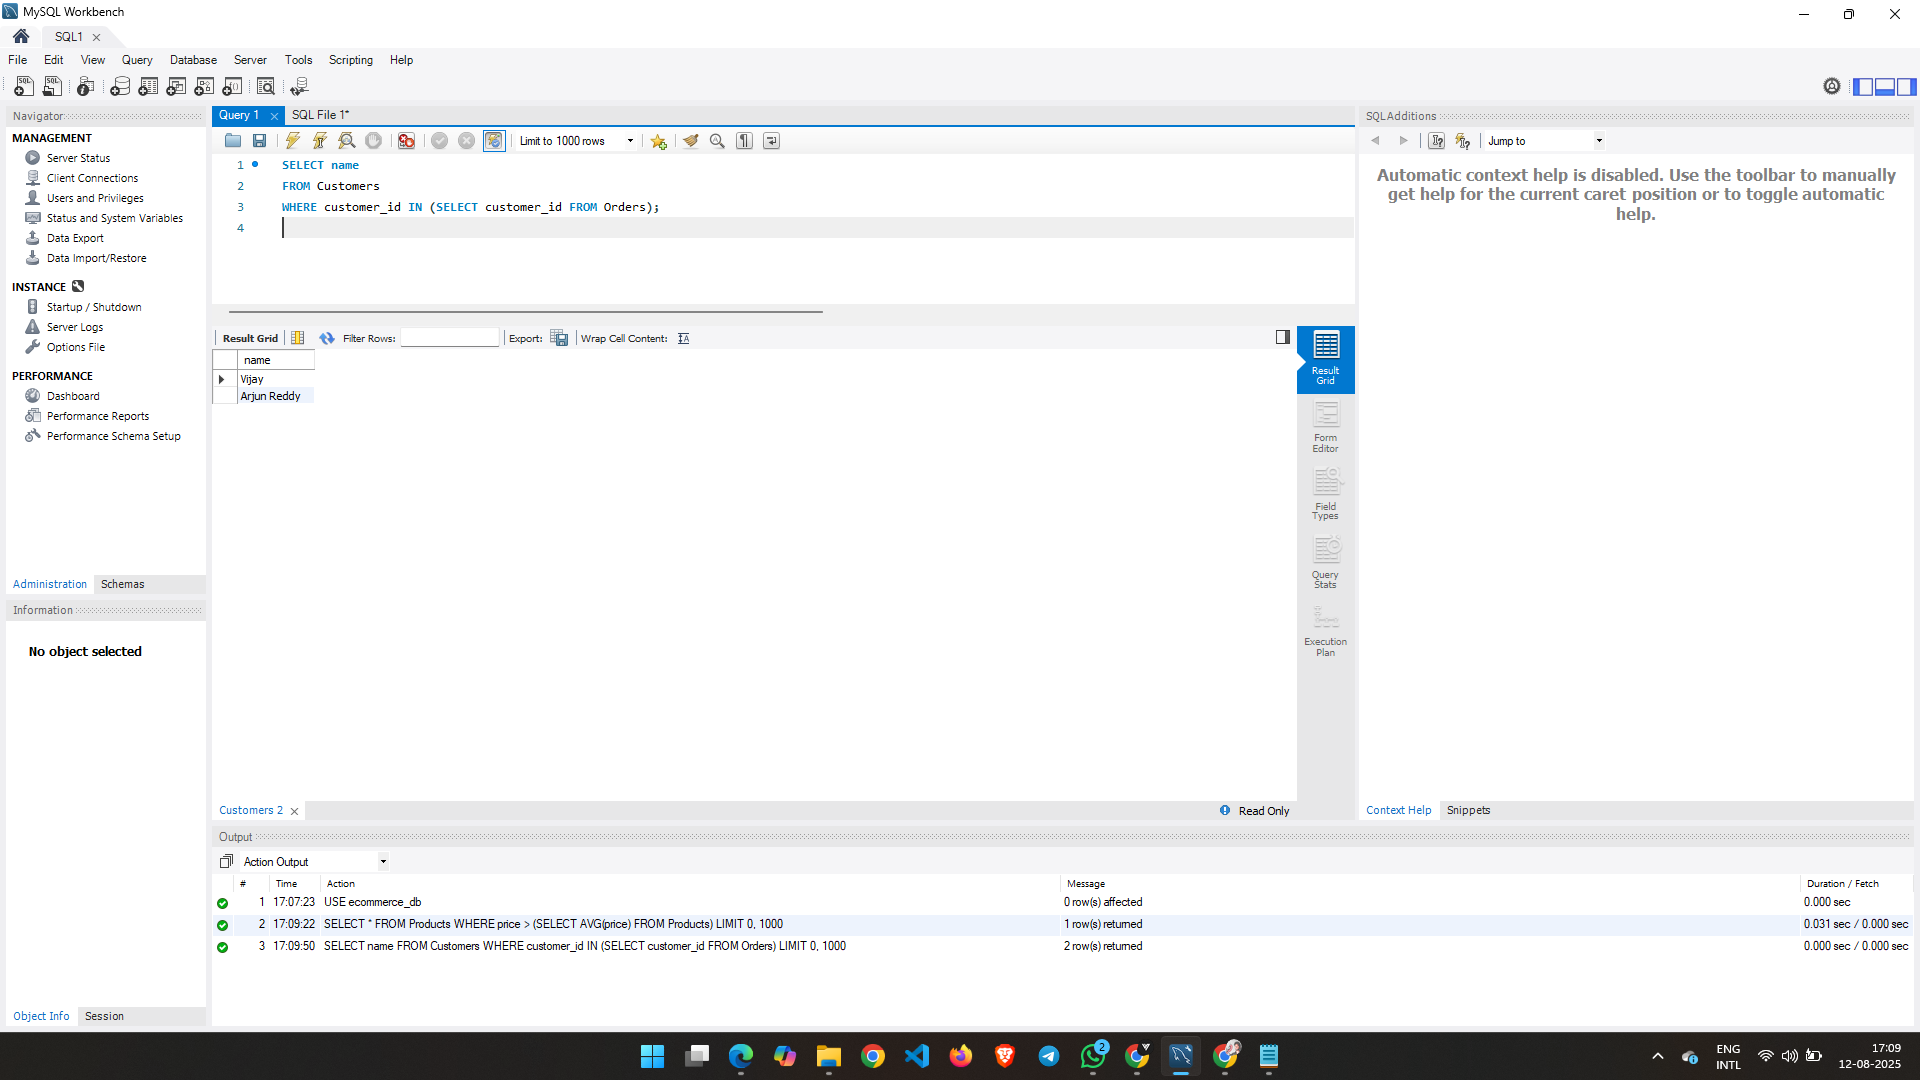 MySQL Workbench
SQL1
File Edit View Query Database Server Tools Scripting Help
Navigator
MANAGEMENT
Server Status
Client Connections
Users and Privileges
Status and System Variables
Data Export
Data Import/Restore
INSTANCE
Startup / Shutdown
Server Logs
Options File
PERFORMANCE
Dashboard
Performance Reports
Performance Schema Setup
Administration Schemas
Information
No object selected
Object Info Session
Query 1 SQL File 1*
Limit to 1000 rows
1 SELECT name
2 FROM Customers
3 WHERE customer_id IN (SELECT customer_id FROM Orders);
4
Result Grid Filter Rows: Export: Wrap Cell Content:
name
Vijay
Arjun Reddy
Result
Grid
Form
Editor
Field
Types
Query
Stats
Execution
Plan
Customers 2 Read Only
SQLAdditions
Jump to
Automatic context help is disabled. Use the toolbar to manually
get help for the current caret position or to toggle automatic
help.
Context Help Snippets
Output
Action Output
# Time Action Message Duration / Fetch
1 17:07:23 USE ecommerce_db 0 row(s) affected 0.000 sec
2 17:09:22 SELECT * FROM Products WHERE price > (SELECT AVG(price) FROM Products) LIMIT 0, 1000 1 row(s) returned 0.031 sec / 0.000 sec
3 17:09:50 SELECT name FROM Customers WHERE customer_id IN (SELECT customer_id FROM Orders) LIMIT 0, 1000 2 row(s) returned 0.000 sec / 0.000 sec
2
ENG
INTL
17:09
12-08-2025